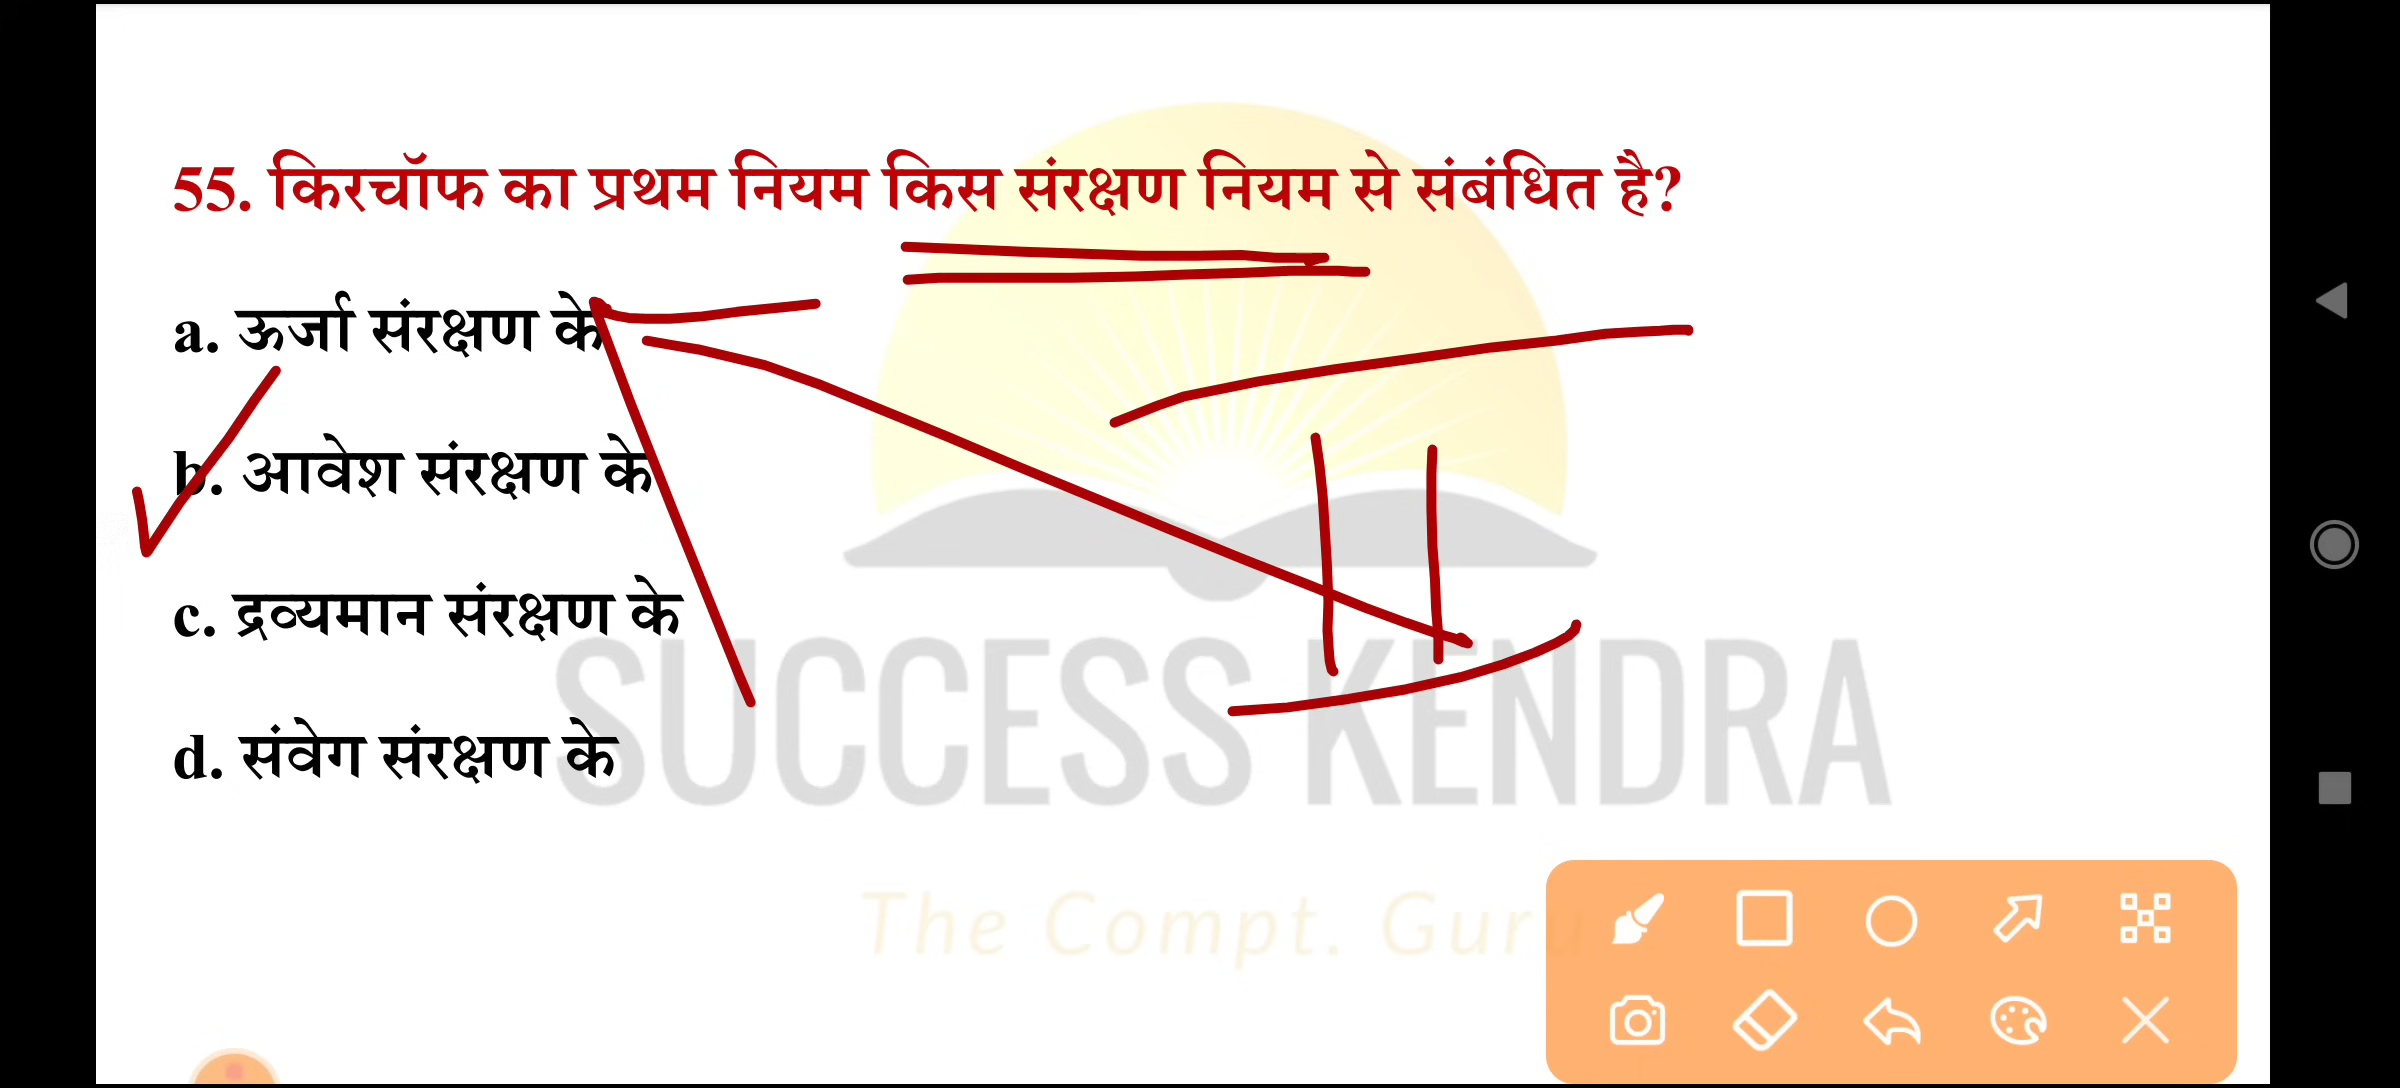 55. किरचॉफ का प्रथम नियम किस संरक्षण नियम से संबंधित है?
a. ऊर्जा संरक्षण के
b. आवेश संरक्षण के
c. द्रव्यमान संरक्षण के
d. संवेग संरक्षण के
SUCCESS KENDRA
The Compt. Guru